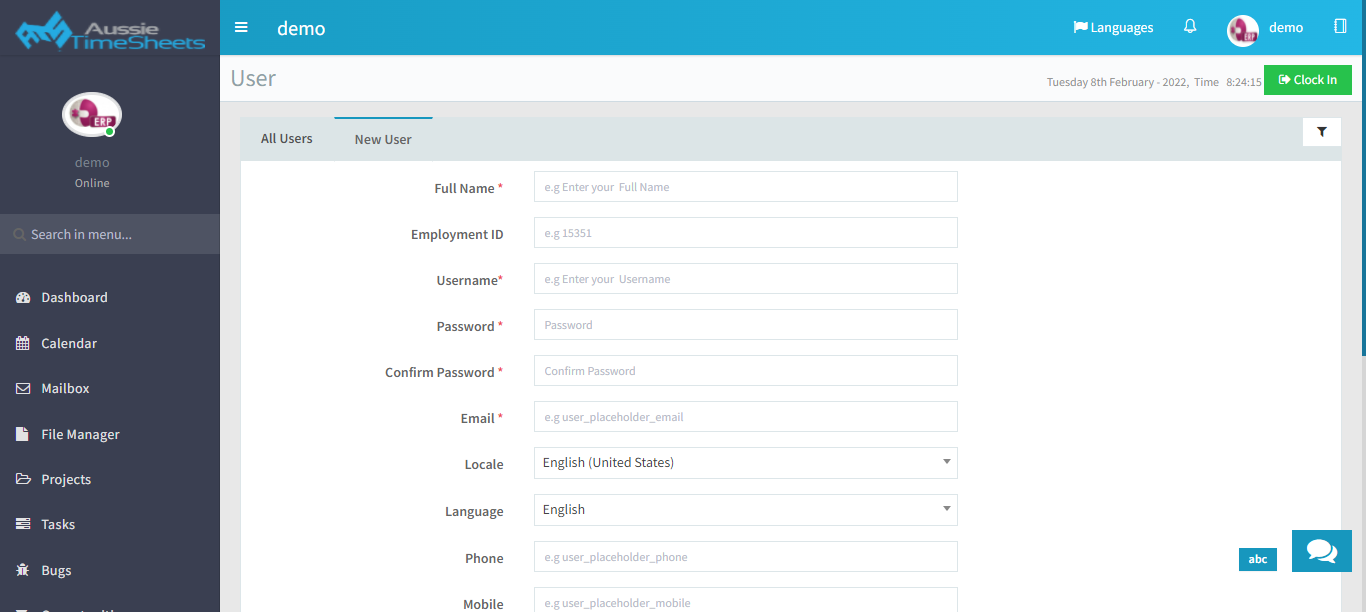 Aussie
TimeSheets
demo
Languages
demo
User
Tuesday 8th February - 2022, Time 8:24:15
Clock In
ERP
demo
Online
Search in menu...
Dashboard
Calendar
Mailbox
File Manager
Projects
Tasks
Bugs
All Users
New User
Full Name *
e.g Enter your Full Name
Employment ID
e.g 15351
Username*
e.g Enter your Username
Password *
Password
Confirm Password *
Confirm Password
Email *
e.g user_placeholder_email
Locale
English (United States)
Language
English
Phone
e.g user_placeholder_phone
Mobile
e.g user_placeholder_mobile
abc